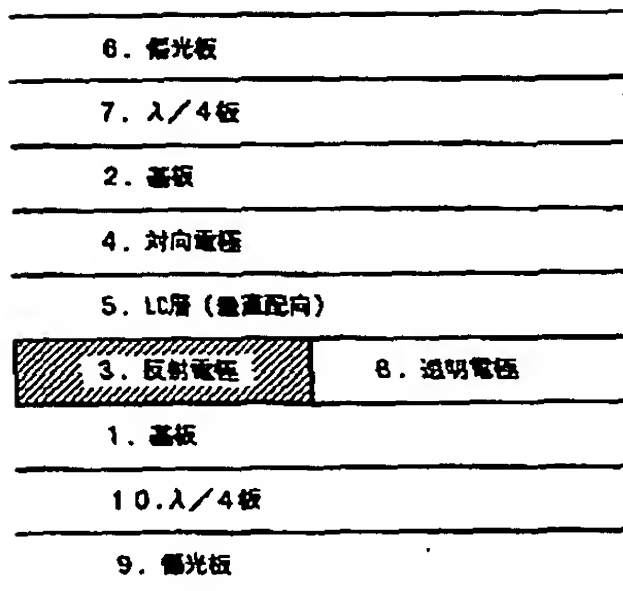 6. 偏光板
7. λ/4板
2. 基板
4. 対向電極
5. LC層(垂直配向)
3. 反射電極 8. 透明電極
1. 基板
10.λ/4板
9. 偏光板